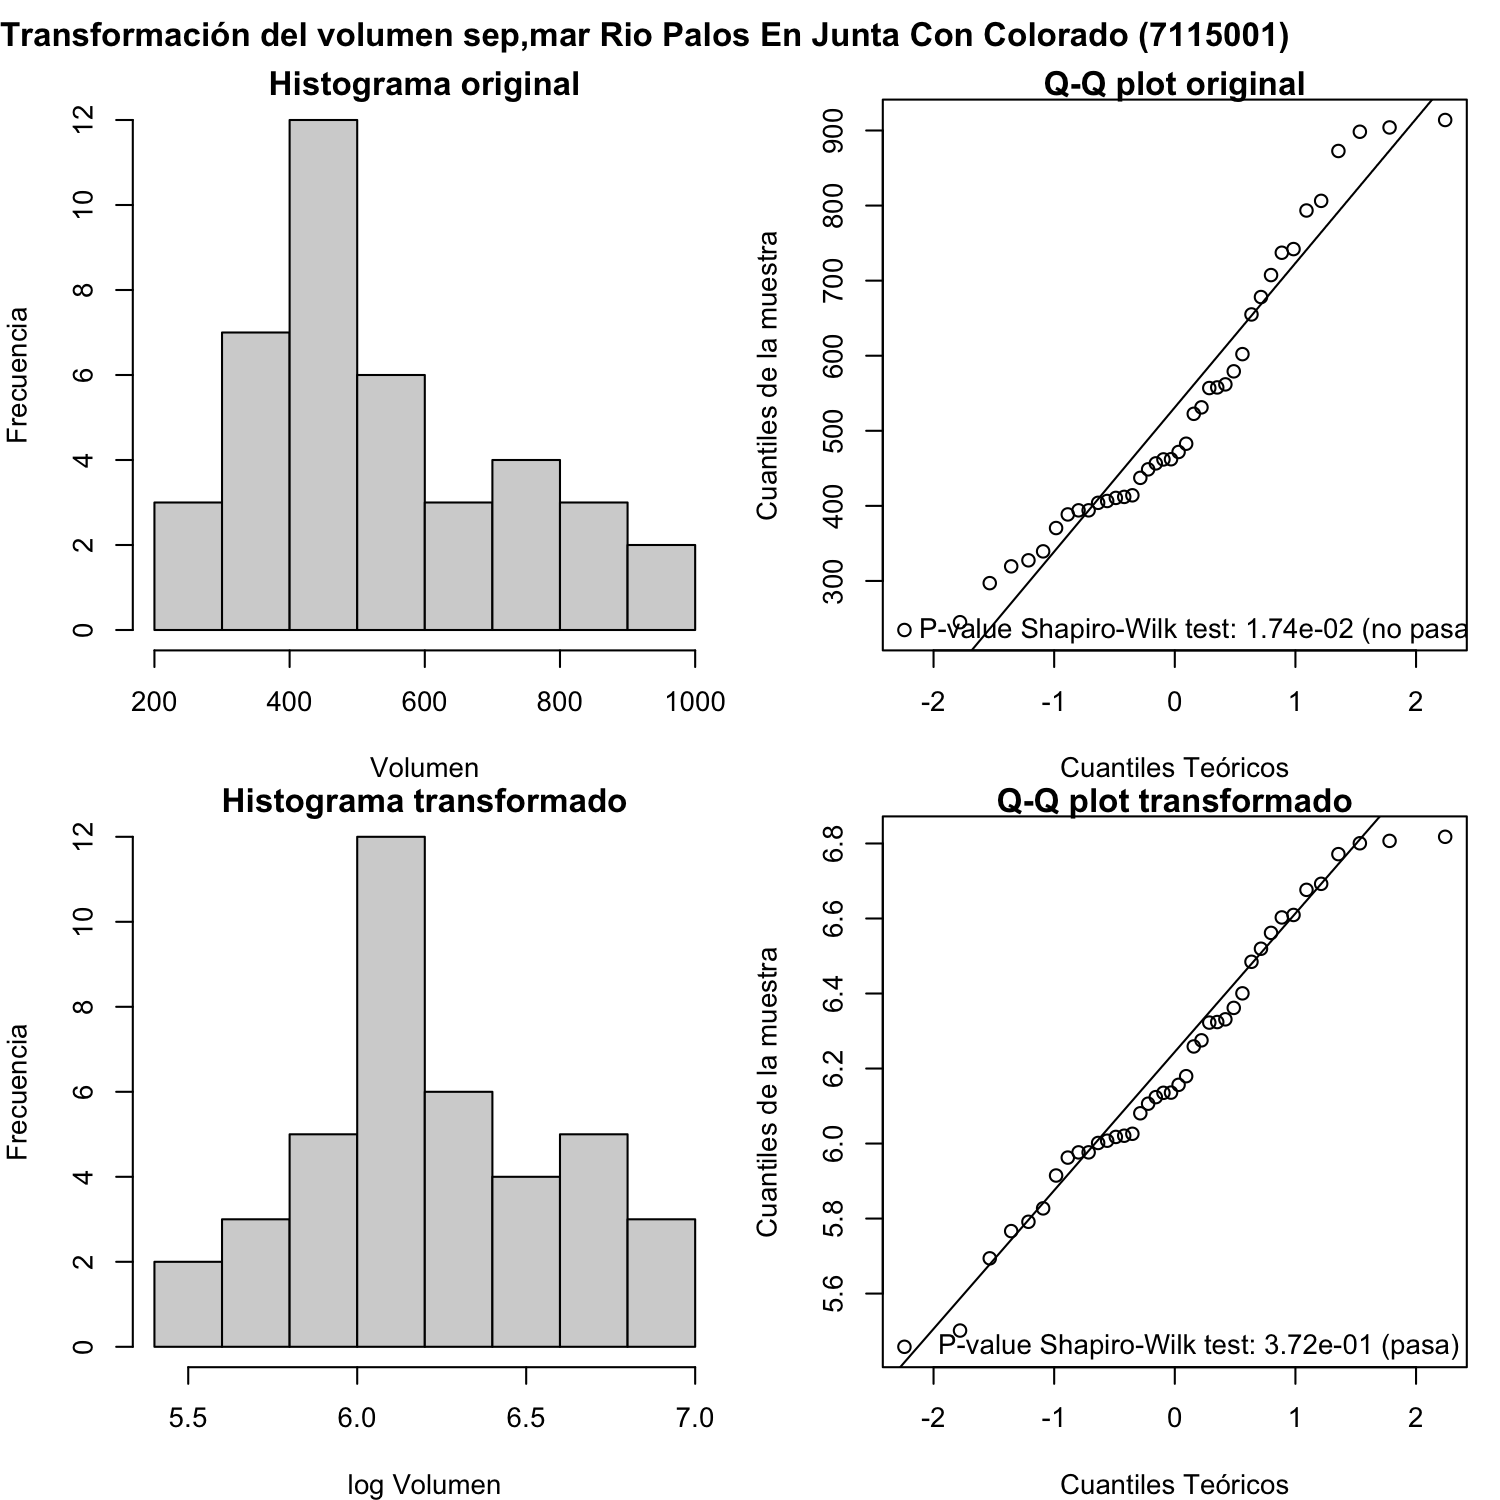 Transformación del volumen sep,mar Rio Palos En Junta Con Colorado (7115001)
Histograma original
Frecuencia
12
10
8
6
4
2
0
200 400 600 800 1000
Volumen
Q-Q plot original
Cuantiles de la muestra
900
800
700
600
500
400
300
P-value Shapiro-Wilk test: 1.74e-02 (no pasa
-2 -1 0 1 2
Cuantiles Teóricos
Histograma transformado
Frecuencia
12
10
8
6
4
2
0
5.5 6.0 6.5 7.0
log Volumen
Q-Q plot transformado
Cuantiles de la muestra
6.8
6.6
6.4
6.2
6.0
5.8
5.6
P-value Shapiro-Wilk test: 3.72e-01 (pasa)
-2 -1 0 1 2
Cuantiles Teóricos